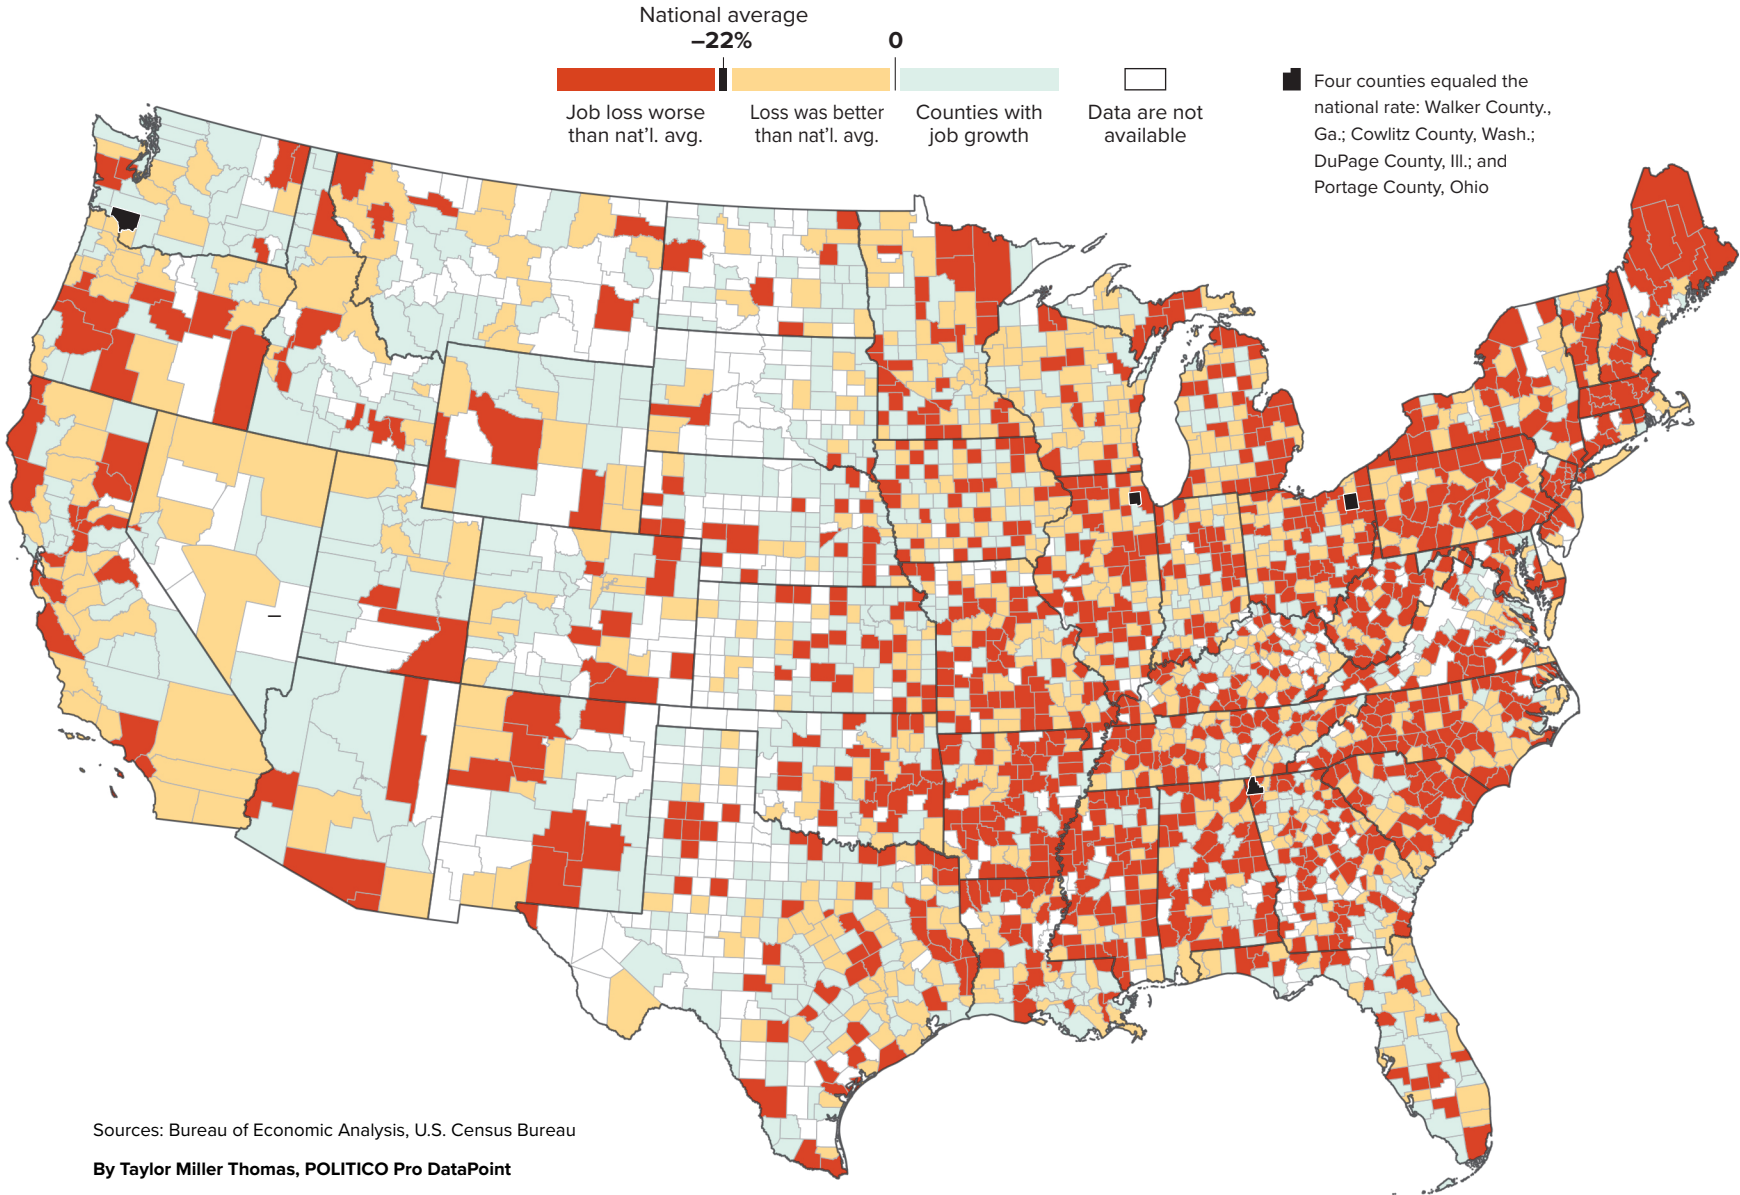 National average
–22%
0
Job loss worse
than nat’l. avg.
Loss was better
than nat’l. avg.
Counties with
job growth
Data are not
available
Four counties equaled the
national rate: Walker County.,
Ga.; Cowlitz County, Wash.;
DuPage County, Ill.; and
Portage County, Ohio
Sources: Bureau of Economic Analysis, U.S. Census Bureau
By Taylor Miller Thomas, POLITICO Pro DataPoint